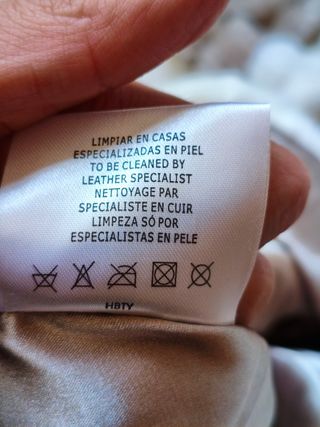 LIMPIAR EN CASAS
ESPECIALIZADAS EN PIEL
TO BE CLEANED BY
LEATHER SPECIALIST
NETTOYAGE PAR
SPECIALISTE EN CUIR
LIMPEZA SÓ POR
ESPECIALISTAS EN PELE
HBTY